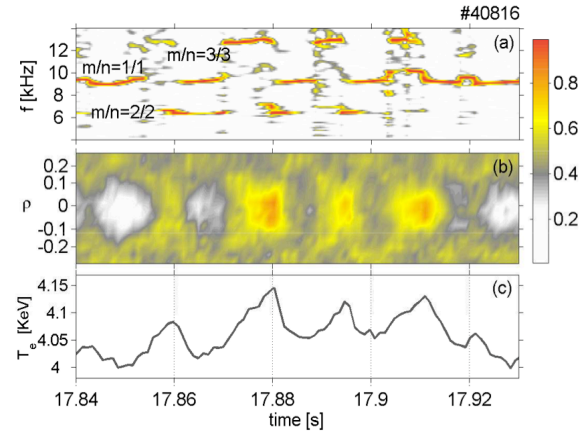 #40816
(a)
12
10
8
6
f [kHz]
m/n=3/3
m/n=1/1
m/n=2/2
0.8
0.6
0.4
0.2
(b)
0.2
0.1
0
-0.1
-0.2
ρ
(c)
4.15
4.1
4.05
4
Te [KeV]
17.84 17.86 17.88 17.9 17.92
time [s]